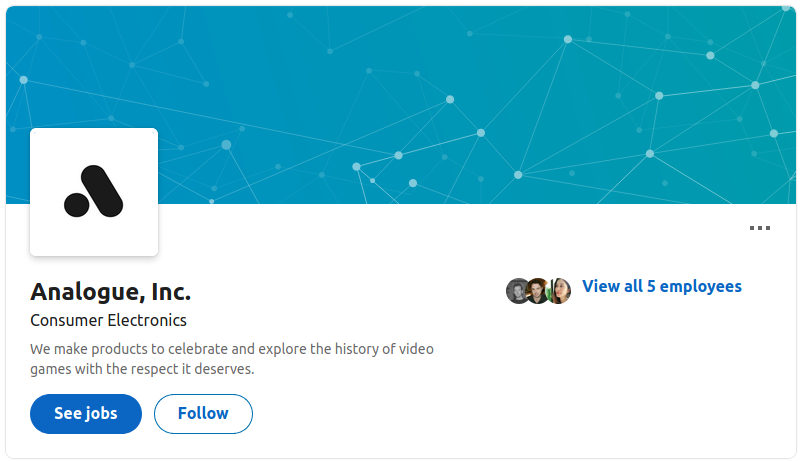 Analogue, Inc.
Consumer Electronics
We make products to celebrate and explore the history of video
games with the respect it deserves.
See jobs
Follow
View all 5 employees